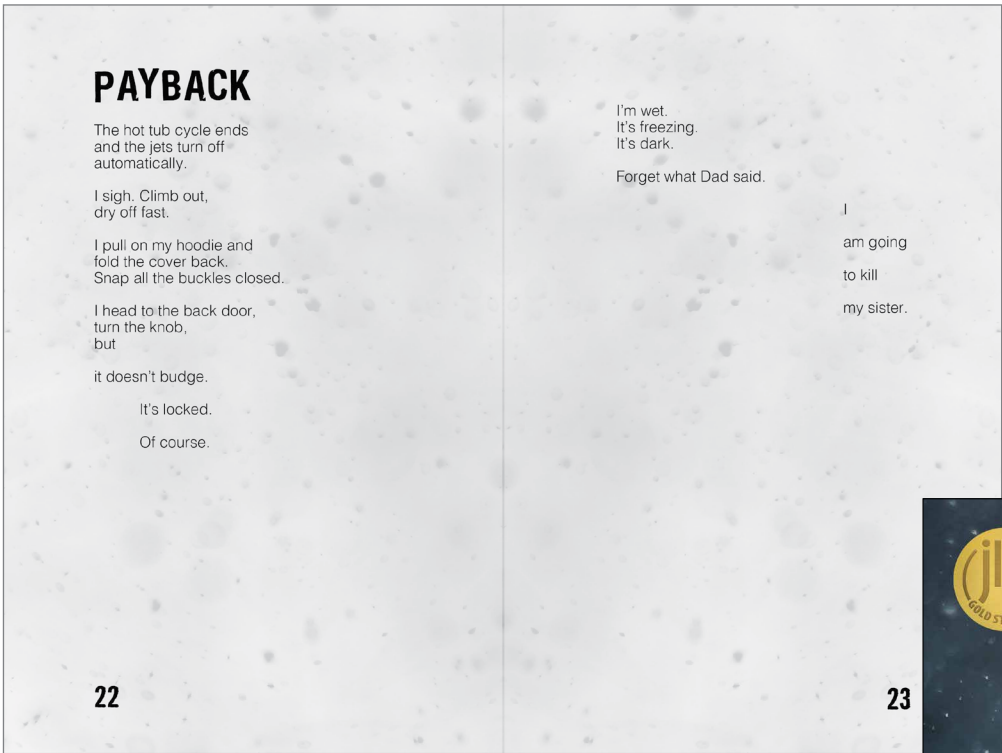 PAYBACK
The hot tub cycle ends
and the jets turn off
automatically.
I sigh. Climb out,
dry off fast.
I pull on my hoodie and
fold the cover back.
Snap all the buckles closed.
I head to the back door,
turn the knob,
but
it doesn't budge.
It's locked.
Of course.
22
I'm wet.
It's freezing.
It's dark.
Forget what Dad said.
I
am going
to kill
my sister.
23
GOLD